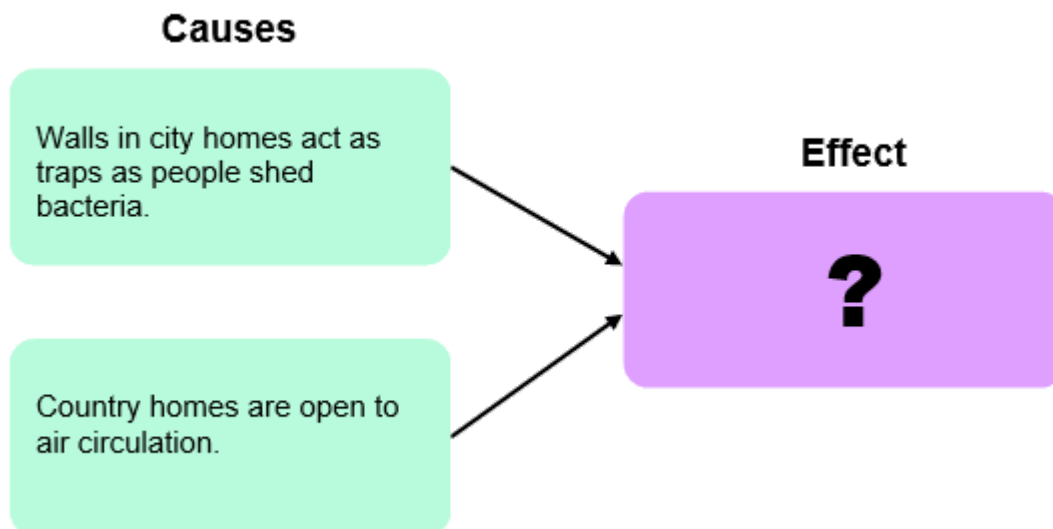 Causes
Walls in city homes act as
traps as people shed
bacteria.
Effect
?
Country homes are open to
air circulation.